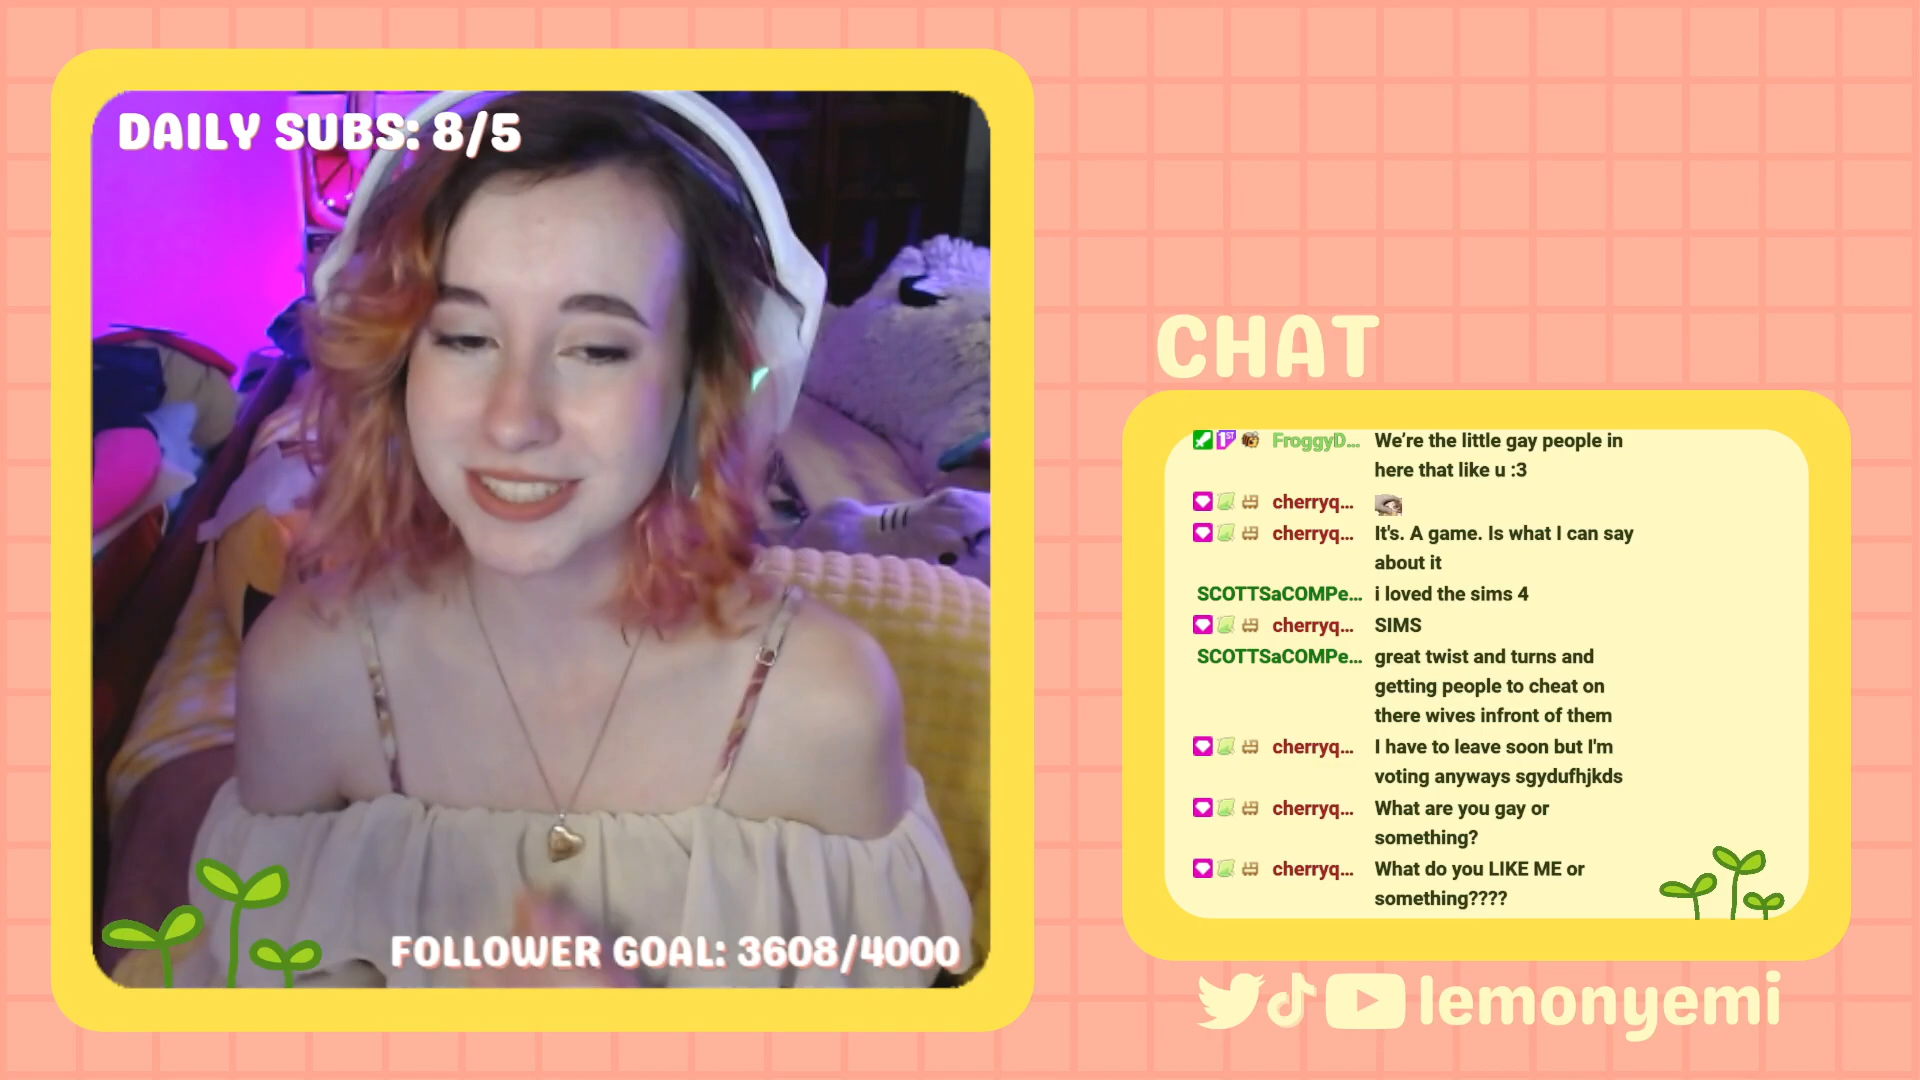 DAILY SUBS: 8/5
FOLLOWER GOAL: 3608/4000
CHAT
FroggyD... We're the little gay people in
here that like u :3
cherryq...
cherryq... It's. A game. Is what I can say
about it
SCOTTSaCOMPe... i loved the sims 4
cherryq... SIMS
SCOTTSaCOMPe... great twist and turns and
getting people to cheat on
there wives infront of them
cherryq... I have to leave soon but I'm
voting anyways sgydufhjkds
cherryq... What are you gay or
something?
cherryq... What do you LIKE ME or
something????
lemonyemi